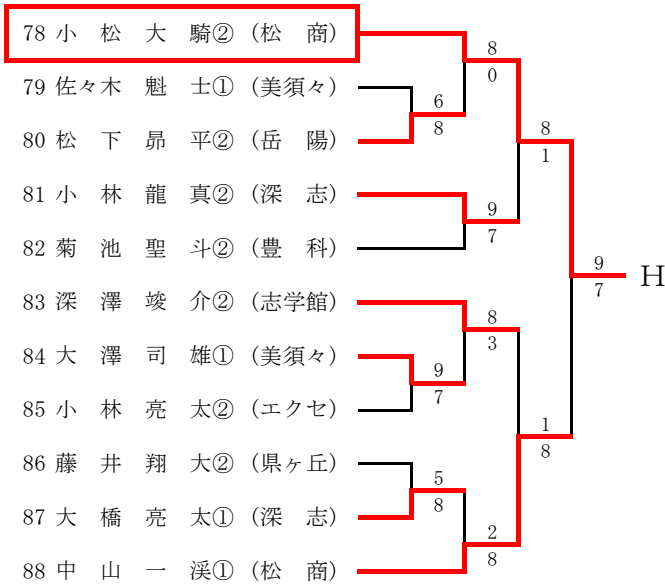 78 小 松 大 騎② (松 商)
8
0
79 佐々木 魁 士① (美須々)
6
8
80 松 下 昴 平② (岳 陽)
8
1
81 小 林 龍 真② (深 志)
9
7
82 菊 池 聖 斗② (豊 科)
9
7
H
83 深 澤 竣 介② (志学館)
8
3
84 大 澤 司 雄① (美須々)
9
7
85 小 林 亮 太② (エクセ)
1
8
86 藤 井 翔 大② (県ヶ丘)
5
8
87 大 橋 亮 太① (深 志)
2
8
88 中 山 一 渓① (松 商)